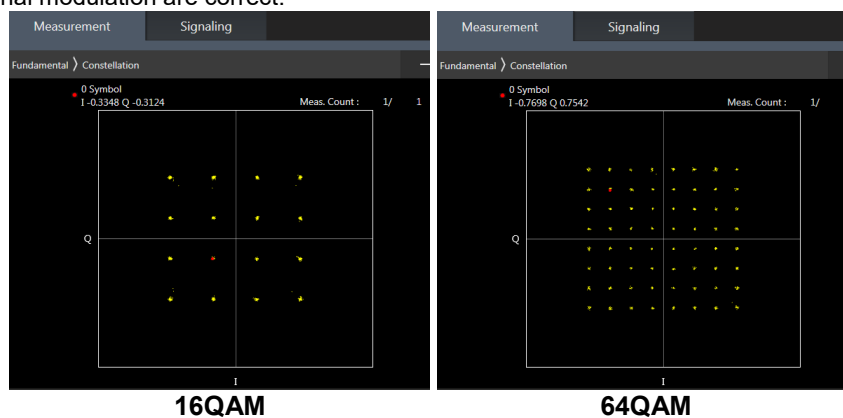 nal modulation are correct.
Measurement Signaling
Fundamental 〉 Constellation
0 Symbol
I -0.3348 Q -0.3124 Meas. Count : 1/ 1
Q
I
16QAM
Measurement Signaling
Fundamental 〉 Constellation
0 Symbol
I -0.7698 Q 0.7542 Meas. Count : 1/
Q
I
64QAM